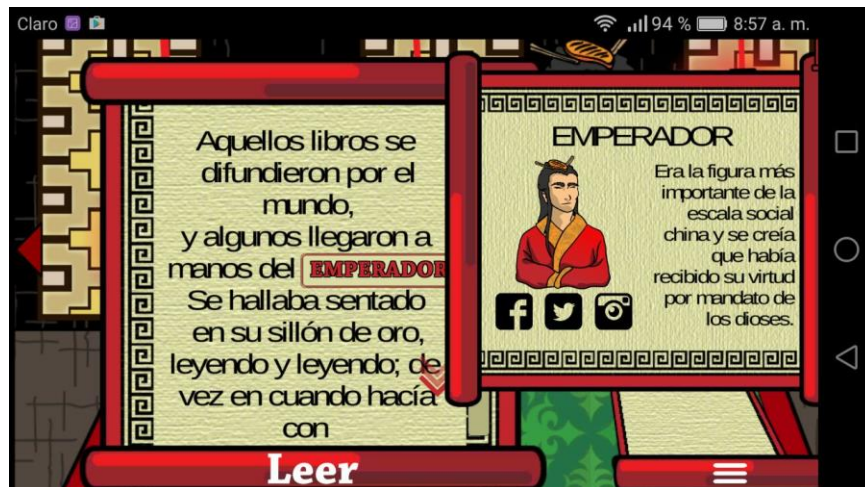 Claro 94 % 8:57 a. m.
Aquellos libros se
difundieron por el
mundo,
y algunos llegaron a
manos del EMPERADOR
Se hallaba sentado
en su sillón de oro,
leyendo y leyendo; de
vez en cuando hacía
con
Leer
EMPERADOR
Era la figura más
importante de la
escala social
china y se creía
que había
recibido su virtud
por mandato de
los dioses.